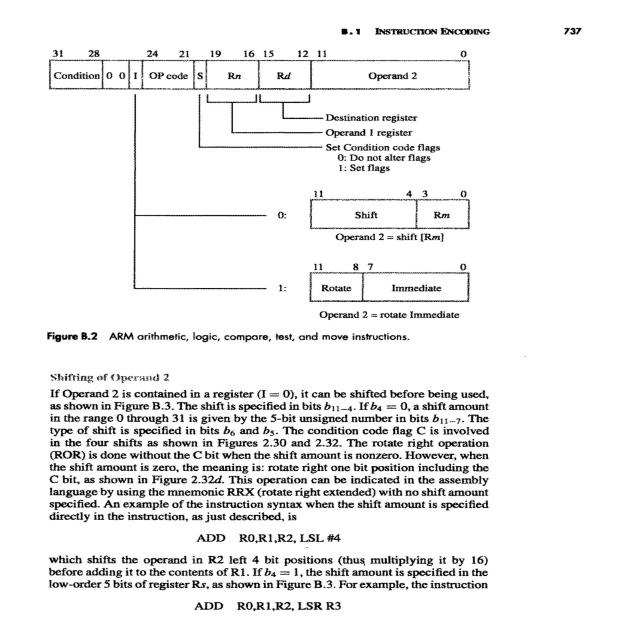 B.1 INSTRUCTION ENCODING 737
31 28 24 21 19 16 15 12 11 0
Condition 0 0 I OP code S Rn Rd Operand 2
Destination register
Operand 1 register
Set Condition code flags
0: Do not alter flags
1: Set flags
11 4 3 0
0: Shift Rm
Operand 2 = shift [Rm]
11 8 7 0
1: Rotate Immediate
Operand 2 = rotate Immediate
Figure B.2 ARM arithmetic, logic, compare, test, and move instructions.
Shifting of Operand 2
If Operand 2 is contained in a register (I = 0), it can be shifted before being used,
as shown in Figure B.3. The shift is specified in bits b11–4. If b4 = 0, a shift amount
in the range 0 through 31 is given by the 5-bit unsigned number in bits b11–7. The
type of shift is specified in bits b6 and b5. The condition code flag C is involved
in the four shifts as shown in Figures 2.30 and 2.32. The rotate right operation
(ROR) is done without the C bit when the shift amount is nonzero. However, when
the shift amount is zero, the meaning is: rotate right one bit position including the
C bit, as shown in Figure 2.32d. This operation can be indicated in the assembly
language by using the mnemonic RRX (rotate right extended) with no shift amount
specified. An example of the instruction syntax when the shift amount is specified
directly in the instruction, as just described, is
ADD R0,R1,R2, LSL #4
which shifts the operand in R2 left 4 bit positions (thus multiplying it by 16)
before adding it to the contents of R1. If b4 = 1, the shift amount is specified in the
low-order 5 bits of register Rs, as shown in Figure B.3. For example, the instruction
ADD R0,R1,R2, LSR R3